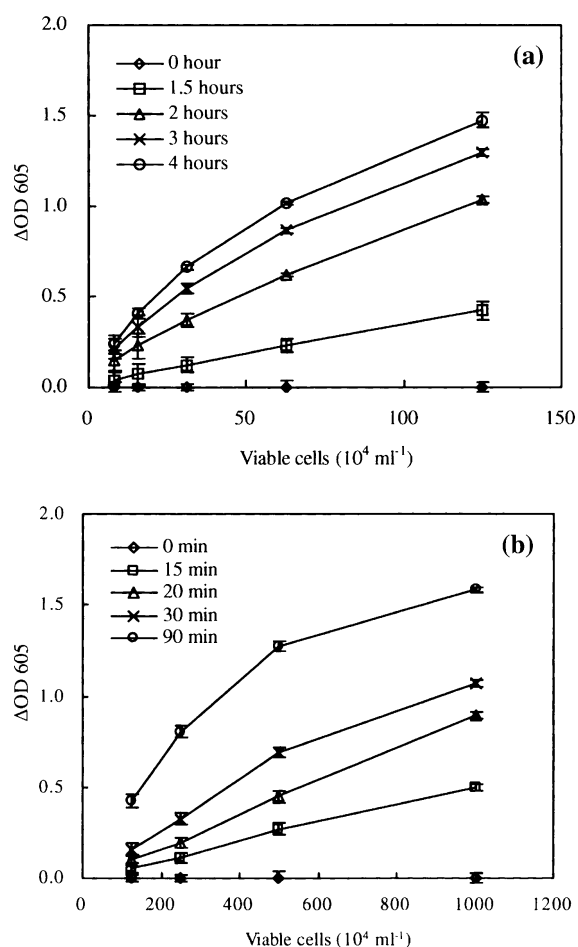 2.0
(a)
0 hour
1.5 hours
1.5
2 hours
3 hours
4 hours
1.0
ΔOD 605
0.5
0.0
0 50 100 150
Viable cells (10⁴ ml⁻¹)
2.0
(b)
0 min
15 min
1.5
20 min
30 min
90 min
1.0
ΔOD 605
0.5
0.0
0 200 400 600 800 1000 1200
Viable cells (10⁴ ml⁻¹)